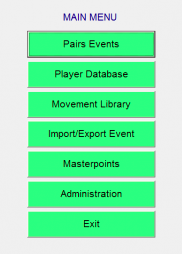 MAIN MENU
Pairs Events
Player Database
Movement Library
Import/Export Event
Masterpoints
Administration
Exit